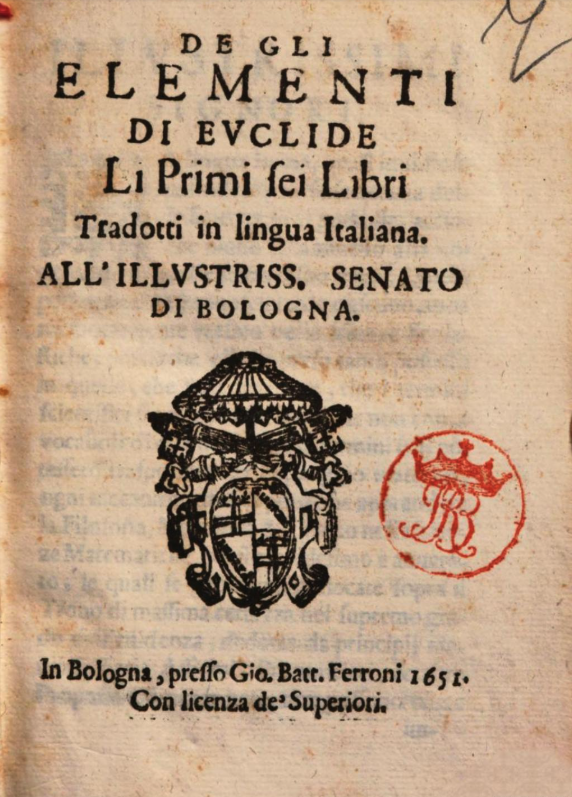 DE GLI
ELEMENTI
DI EVCLIDE
Li Primi ſei Libri
Tradotti in lingua Italiana.
ALL'ILLVSTRISS. SENATO
DI BOLOGNA.
In Bologna, preſſo Gio. Batt. Ferroni 1651.
Con licenza de' Superiori.